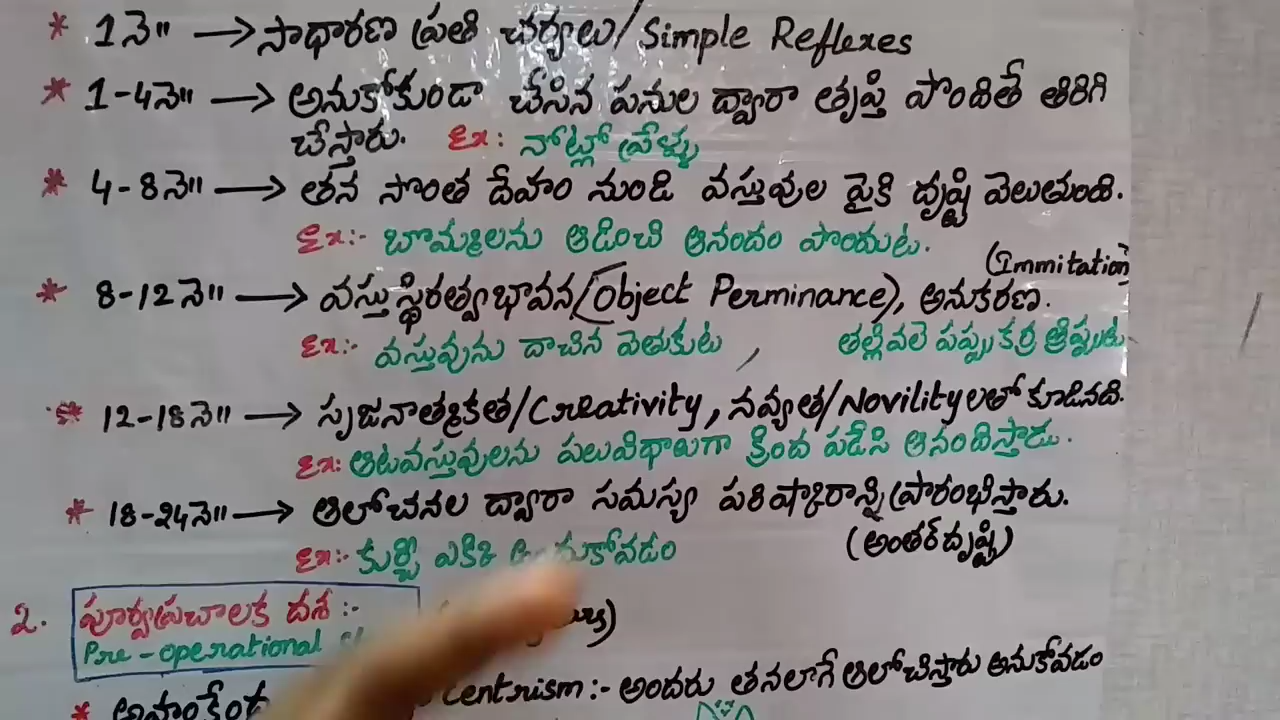 * 1నె" → సాధారణ ప్రతి చర్యలు/Simple Reflexes
* 1-4నె" → అనుకోకుండా చేసిన పనుల ద్వారా తృప్తి పొందితే తిరిగి
చేస్తారు. Ex: నోట్లో వ్రేళ్ళు
* 4-8నె" → తన సొంత దేహం నుండి వస్తువుల పైకి దృష్టి వెలుతుంది.
Ex:- బొమ్మలను ఆడించి ఆనందం పొందుట.
(Immitation)
* 8-12నె" → వస్తుస్థిరత్వభావన/(Object Perminance), అనుకరణ.
Ex:- వస్తువును దాచిన వెతుకుట, తల్లివలె పప్పుకర్ర త్రిప్పుట
* 12-18నె" → సృజనాత్మకత/Creativity, నవ్యత/Novilityలతో కూడినది.
Ex: ఆటవస్తువులను పలువిధాలుగా క్రింద పడేసి ఆనందిస్తాడు.
* 18-24నె" → ఆలోచనల ద్వారా సమస్య పరిష్కారాన్ని ప్రారంభిస్తారు.
(అంతర్‌దృష్టి)
Ex:- కుర్చీ ఎకికి
2. పూర్వప్రచాలక దశ:-
Pre-operational
* centrism:- అందరు తనలాగే ఆలోచిస్తారు అనుకోవడం